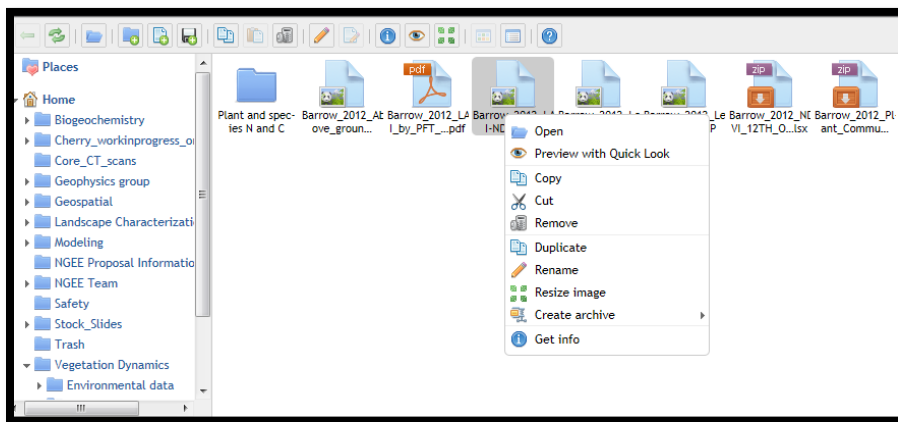 Places
Home
Biogeochemistry
Cherry_workinprogress_o
Core_CT_scans
Geophysics group
Geospatial
Landscape Characterizati
Modeling
NGEE Proposal Informatio
NGEE Team
Safety
Stock_Slides
Trash
Vegetation Dynamics
Environmental data
pdf
zip
zip
Plant and spec-
ies N and C
Barrow_2012_Ab
ove_groun...
Barrow_2012_LA
I_by_PFT_...pdf
Barrow_2012_LA
I-ND
Barrow_2012_Le
Barrow_2012_Le
P
Barrow_2012_ND
VI_12TH_O...lsx
Barrow_2012_Pl
ant_Commu...
Open
Preview with Quick Look
Copy
Cut
Remove
Duplicate
Rename
Resize image
Create archive
Get info